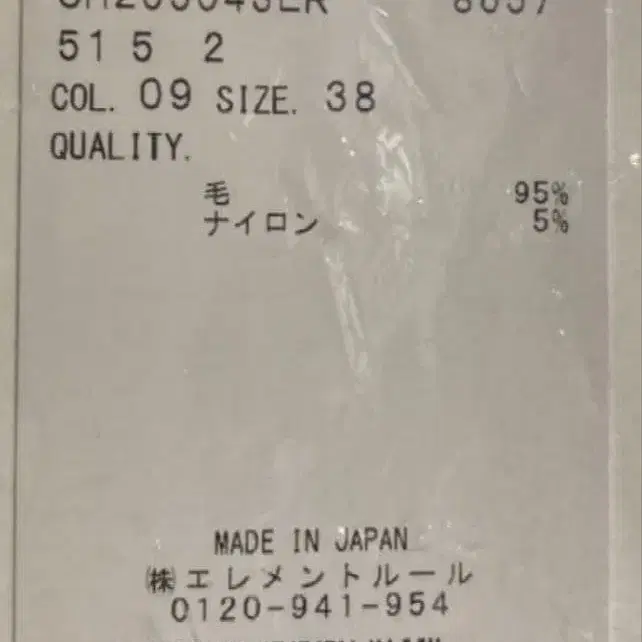 51 5 2
COL. 09 SIZE. 38
QUALITY.
毛 95%
ナイロン 5%
MADE IN JAPAN
㈱エレメントルール
0120-941-954